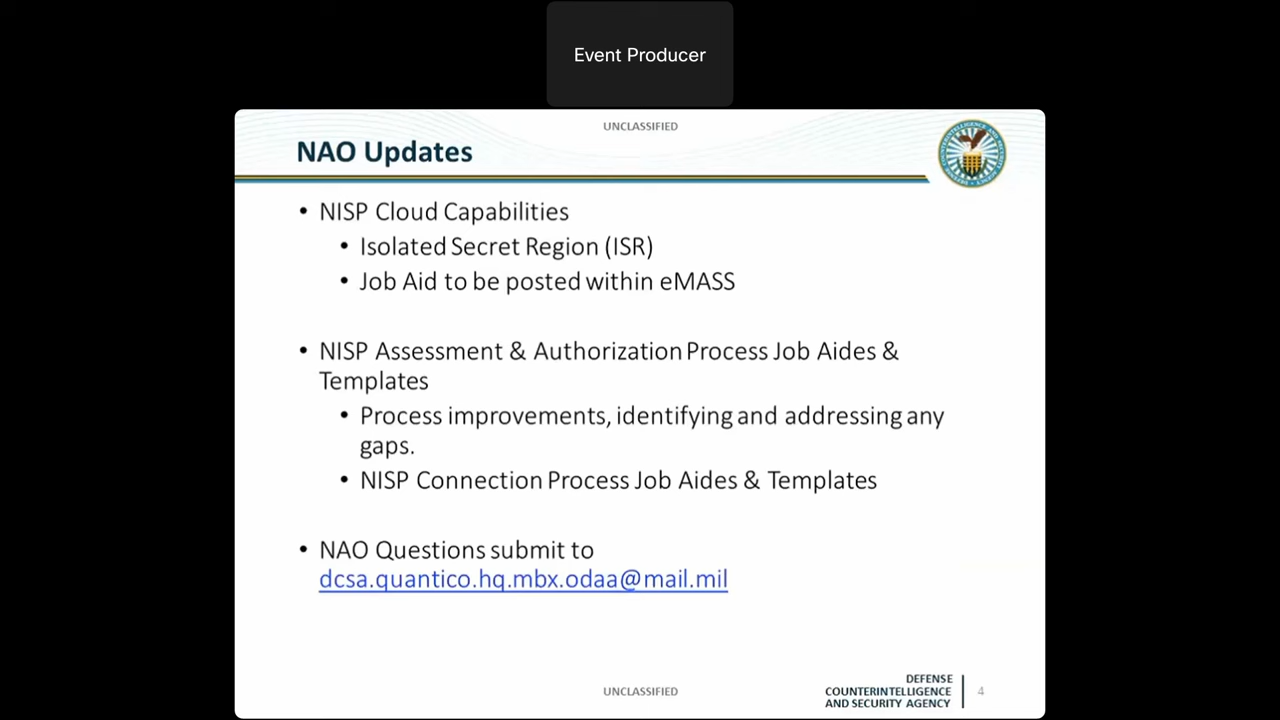 Event Producer
UNCLASSIFIED
NAO Updates
• NISP Cloud Capabilities
• Isolated Secret Region (ISR)
• Job Aid to be posted within eMASS
• NISP Assessment & Authorization Process Job Aides &
Templates
• Process improvements, identifying and addressing any
gaps.
• NISP Connection Process Job Aides & Templates
• NAO Questions submit to
dcsa.quantico.hq.mbx.odaa@mail.mil
UNCLASSIFIED
DEFENSE
COUNTERINTELLIGENCE
AND SECURITY AGENCY
4